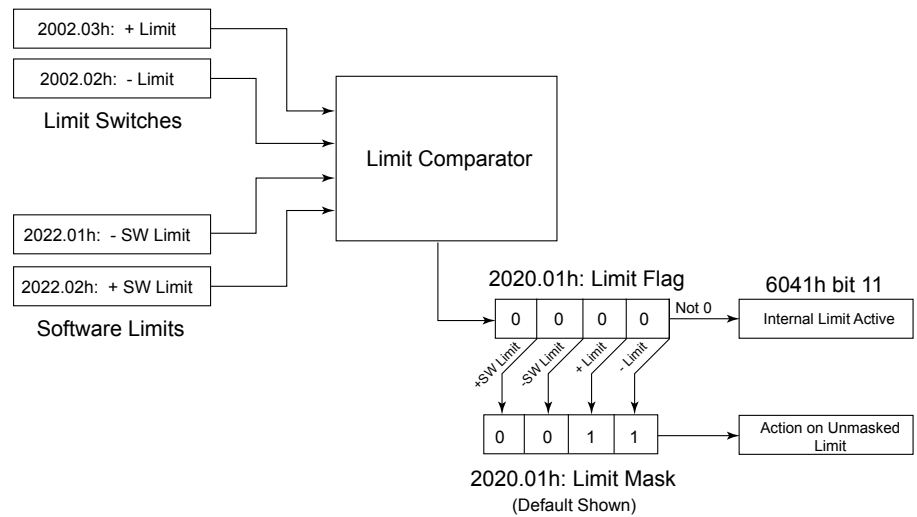 2002.03h: + Limit
2002.02h: - Limit
Limit Switches
Limit Comparator
2022.01h: - SW Limit
2022.02h: + SW Limit
Software Limits
2020.01h: Limit Flag
6041h bit 11
0 0 0 0
Not 0
Internal Limit Active
+SW Limit
-SW Limit
+ Limit
- Limit
0 0 1 1
Action on Unmasked
Limit
2020.01h: Limit Mask
(Default Shown)